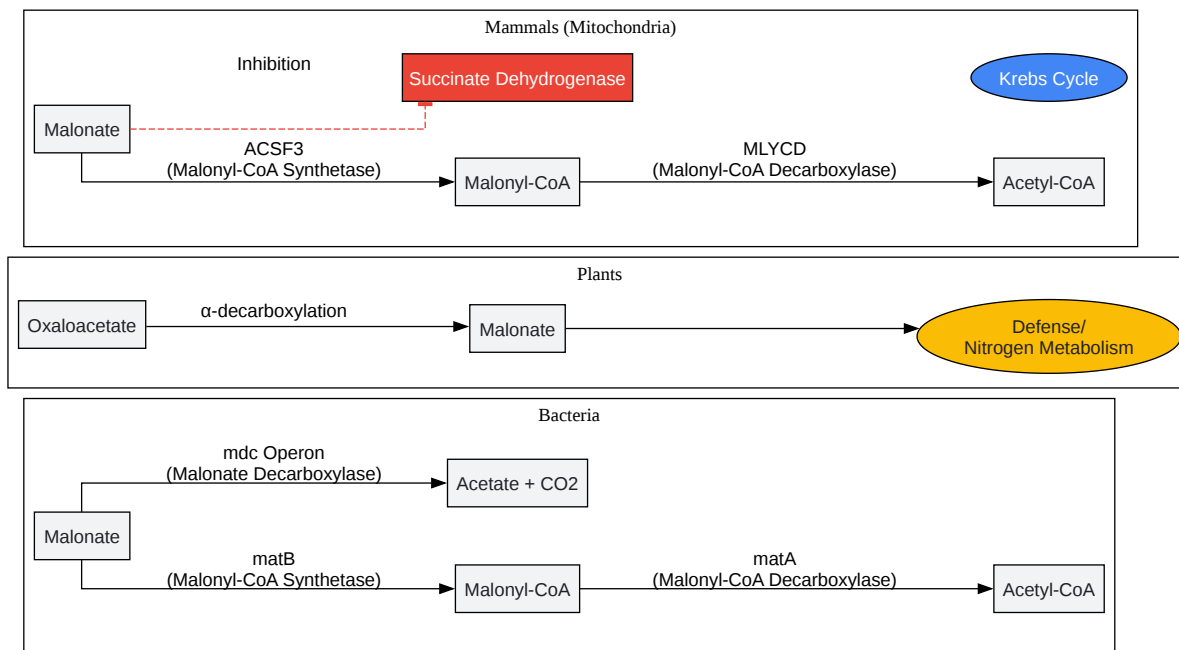 Mammals (Mitochondria)
Inhibition
Succinate Dehydrogenase
Krebs Cycle
Malonate
ACSF3
(Malonyl-CoA Synthetase)
Malonyl-CoA
MLYCD
(Malonyl-CoA Decarboxylase)
Acetyl-CoA
Plants
Oxaloacetate
α-decarboxylation
Malonate
Defense/
Nitrogen Metabolism
Bacteria
mdc Operon
(Malonate Decarboxylase)
Acetate + CO2
Malonate
matB
(Malonyl-CoA Synthetase)
Malonyl-CoA
matA
(Malonyl-CoA Decarboxylase)
Acetyl-CoA